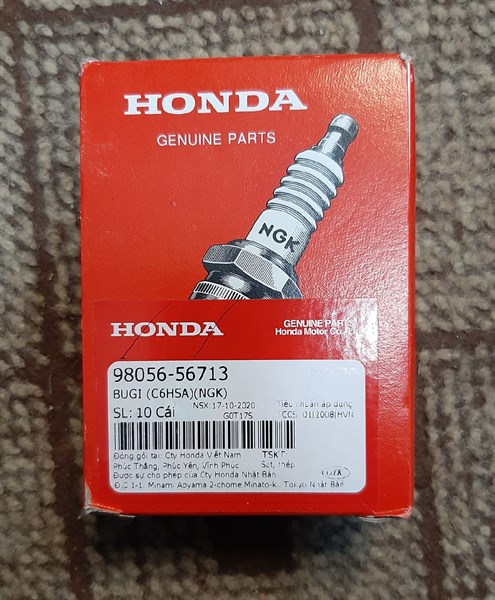 HONDA
GENUINE PARTS
NGK
HONDA
GENUINE PARTS
Honda Motor Co.,
98056-56713
BUGI (C6HSA)(NGK)
SL: 10 Cái
NSX:17-10-2020
G0T17S
Tiêu chuẩn áp dụng
01|2008|HVN
Đóng gói tại: Cty Honda Việt Nam
Phúc Thắng, Phúc Yên, Vĩnh Phúc
Được sự cho phép của Cty Honda Nhật Bản
Đ.C 1-1, Minami Aoyama 2-chome Minato-k. Tokyo Nhật Bản
TSKT:
Sắt, thép